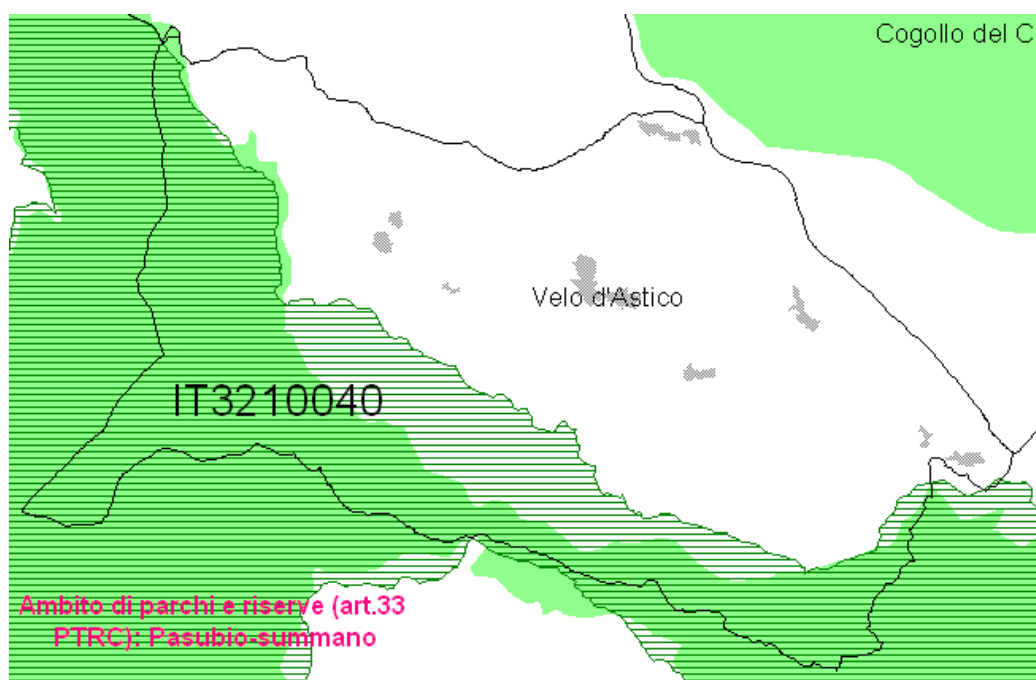 Cogollo del C
Velo d'Astico
IT3210040
Ambito di parchi e riserve (art.33
PTRC): Pasubio-summano